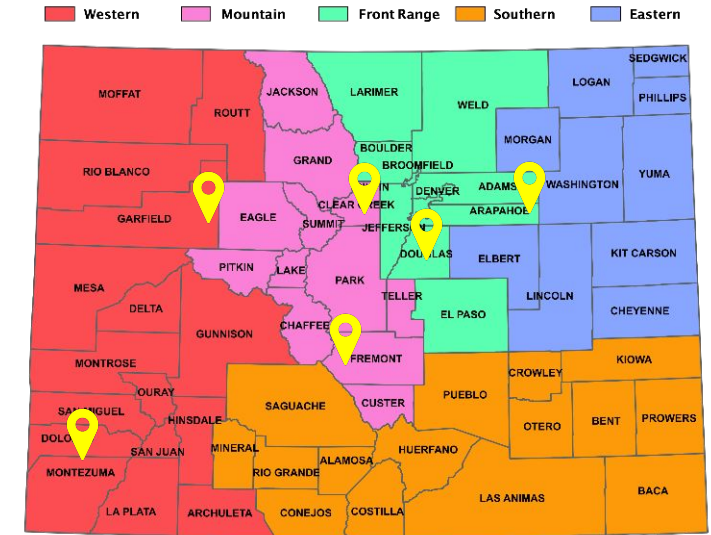 Western Mountain Front Range Southern Eastern
SEDGWICK
LOGAN
MOFFAT
JACKSON
LARIMER
PHILLIPS
WELD
ROUTT
MORGAN
BOULDER
GRAND
BROOMFIELD
RIO BLANCO
YUMA
WASHINGTON
ADAMS
DENVER
CLEAR CREEK
ARAPAHOE
GARFIELD
EAGLE
SUMMIT
JEFFERSON
DOUGLAS
KIT CARSON
ELBERT
PITKIN
LAKE
PARK
MESA
TELLER
LINCOLN
DELTA
CHEYENNE
EL PASO
CHAFFEE
GUNNISON
FREMONT
KIOWA
MONTROSE
CROWLEY
OURAY
PUEBLO
CUSTER
SAGUACHE
SAN MIGUEL
PROWERS
BENT
HINSDALE
OTERO
DOLO
MINERAL
HUERFANO
SAN JUAN
ALAMOSA
MONTEZUMA
RIO GRANDE
BACA
LAS ANIMAS
LA PLATA
ARCHULETA
CONEJOS
COSTILLA